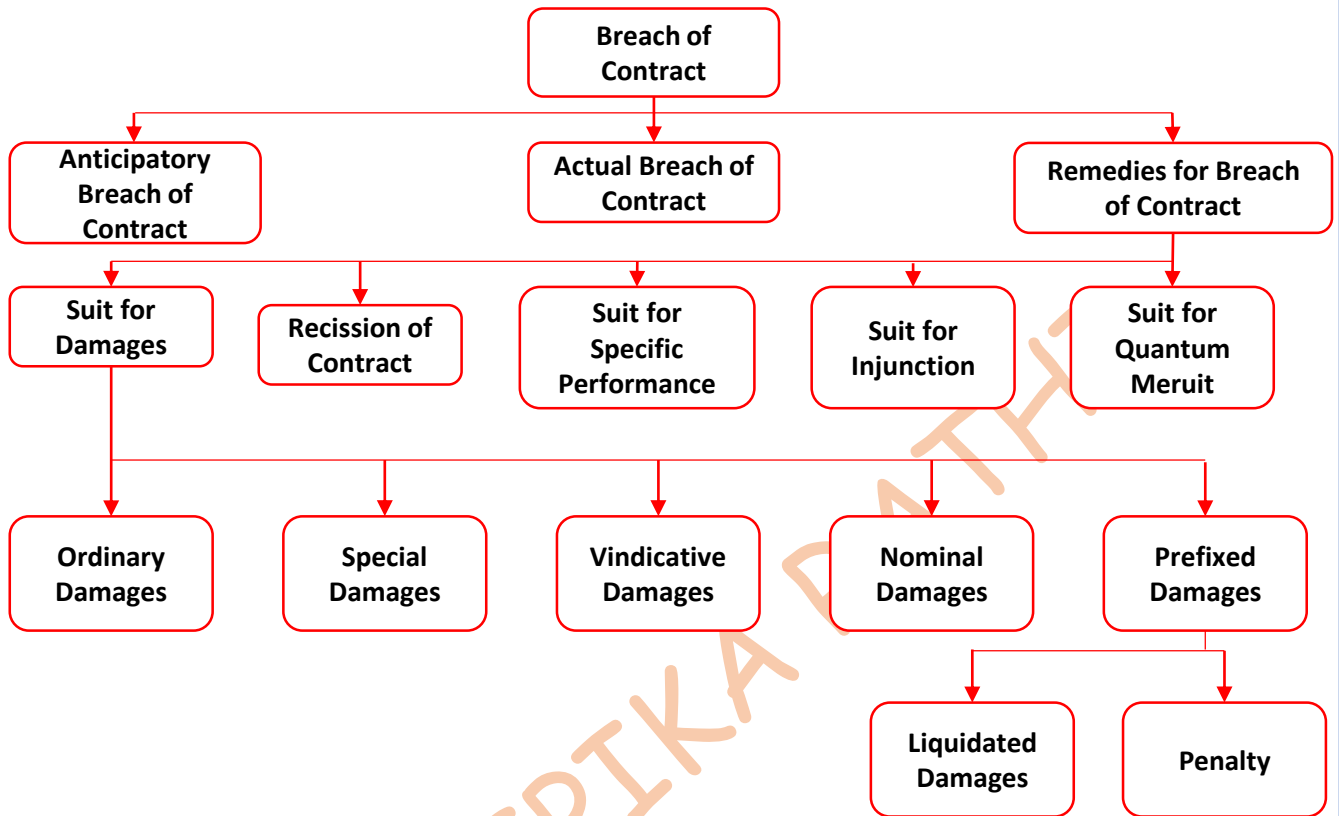 Breach of
Contract
Anticipatory
Breach of
Contract
Actual Breach of
Contract
Remedies for Breach
of Contract
Suit for
Damages
Recission of
Contract
Suit for
Specific
Performance
Suit for
Injunction
Suit for
Quantum
Meruit
Ordinary
Damages
Special
Damages
Vindicative
Damages
Nominal
Damages
Prefixed
Damages
Liquidated
Damages
Penalty